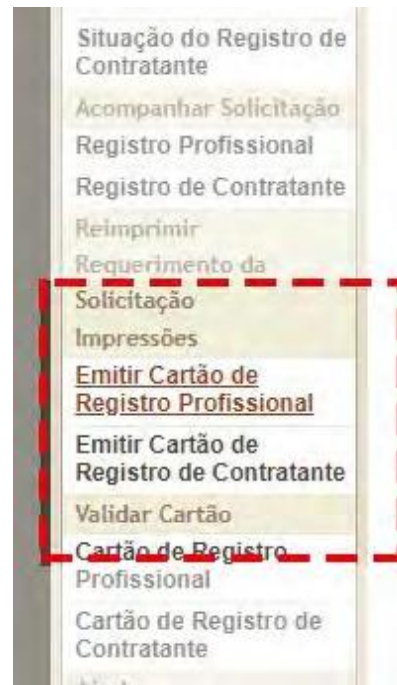 Situação do Registro de
Contratante
Acompanhar Solicitação
Registro Profissional
Registro de Contratante
Reimprimir
Requerimento da
Solicitação
Impressões
Emitir Cartão de
Registro Profissional
Emitir Cartão de
Registro de Contratante
Validar Cartão
Cartão de Registro
Profissional
Cartão de Registro de
Contratante